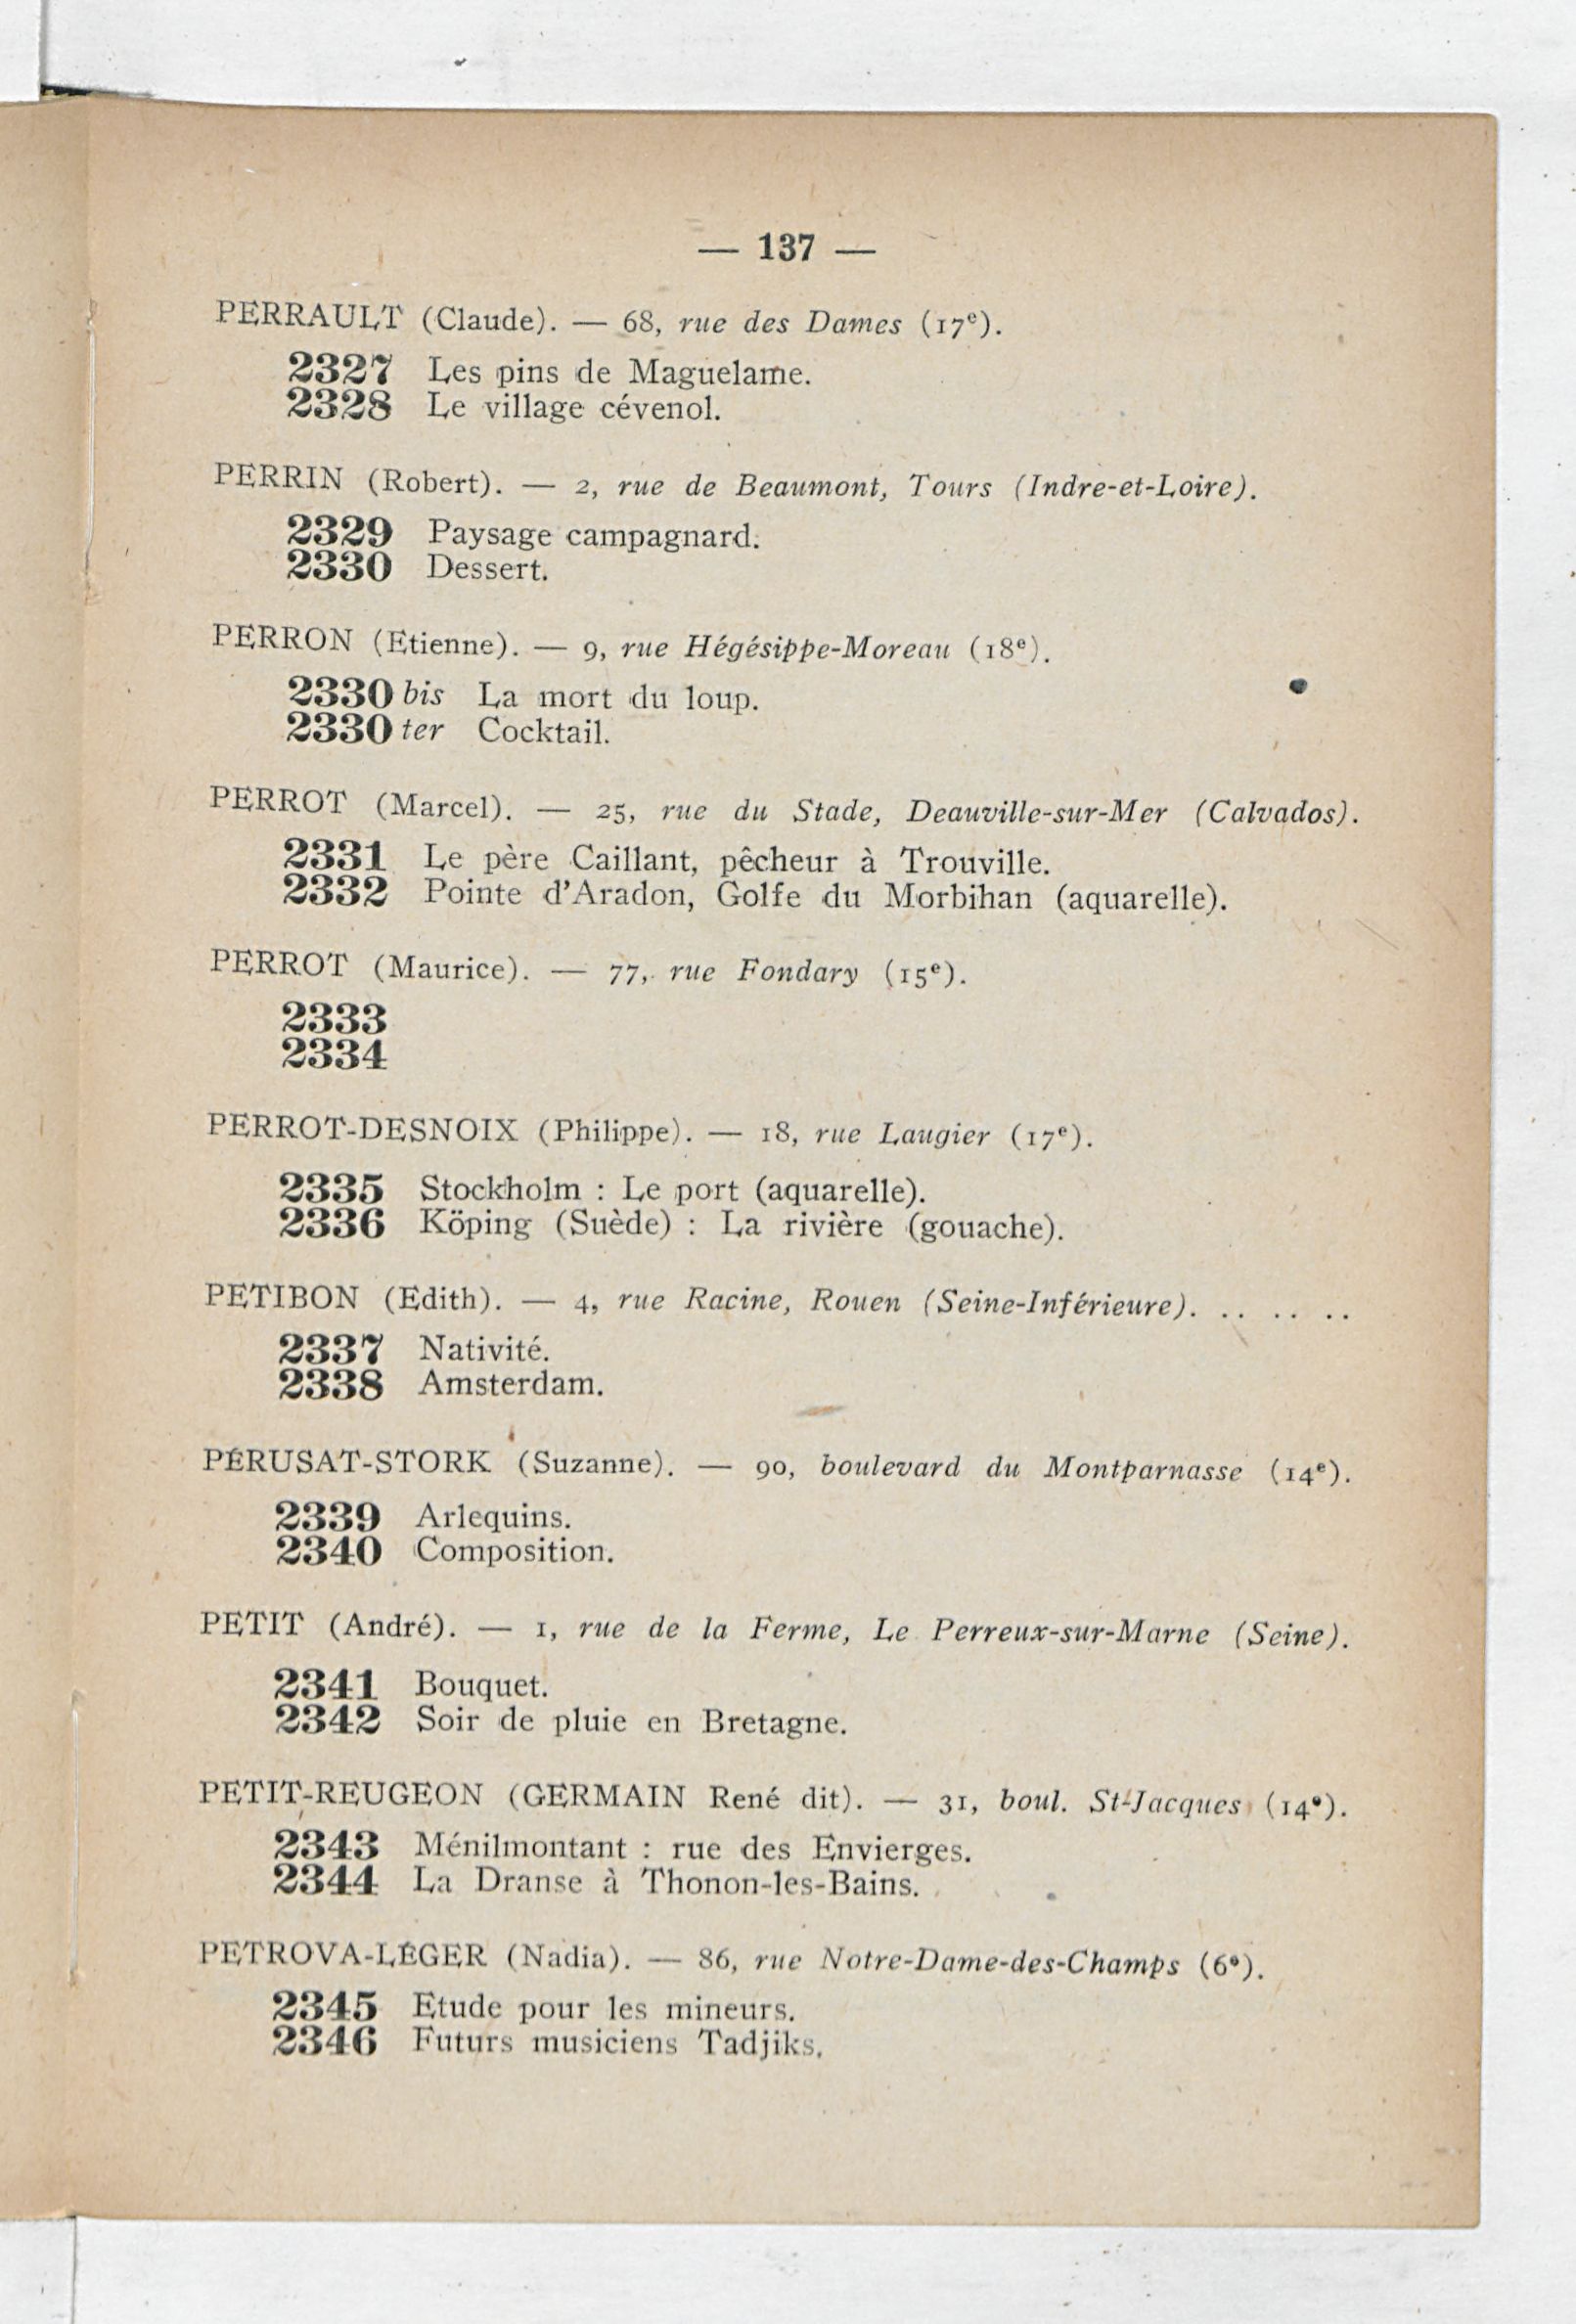 — 137 —
PERRAULT (Claude). — 68, rue des Dames (17e).
2327 Les pins de Maguelame.
2328 Le village cévenol.
PERRIN (Robert). — 2, rue de Beaumont, Tours (Indre-et-Loire).
2329 Paysage campagnard.
2330 Dessert.
PERRON (Etienne). — 9, rue Hégésippe-Moreau (18e).
2330 bis La mort du loup.
2330 ter Cocktail.
PERROT (Marcel). — 25, rue du Stade, Deauville-sur-Mer (Calvados).
2331 Le père Caillant, pêcheur à Trouville.
2332 Pointe d'Aradon, Golfe du Morbihan (aquarelle).
PERROT (Maurice). — 77, rue Fondary (15e).
2333
2334
PERROT-DESNOIX (Philippe). — 18, rue Laugier (17e).
2335 Stockholm : Le port (aquarelle).
2336 Köping (Suède) : La rivière (gouache).
PETIBON (Edith). — 4, rue Racine, Rouen (Seine-Inférieure). .. .. ..
2337 Nativité.
2338 Amsterdam.
PÉRUSAT-STORK (Suzanne). — 90, boulevard du Montparnasse (14e).
2339 Arlequins.
2340 Composition.
PETIT (André). — 1, rue de la Ferme, Le Perreux-sur-Marne (Seine).
2341 Bouquet.
2342 Soir de pluie en Bretagne.
PETIT-REUGEON (GERMAIN René dit). — 31, boul. St-Jacques (14e).
2343 Ménilmontant : rue des Envierges.
2344 La Dranse à Thonon-les-Bains.
PETROVA-LÉGER (Nadia). — 86, rue Notre-Dame-des-Champs (6e).
2345 Etude pour les mineurs.
2346 Futurs musiciens Tadjiks.